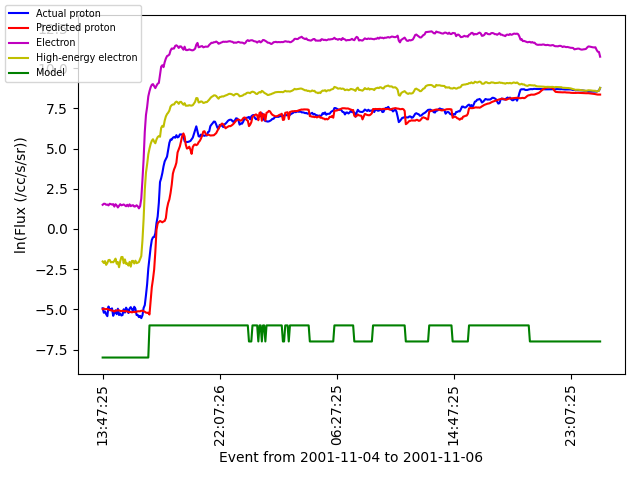 Actual proton
Predicted proton
Electron
High-energy electron
Model
7.5
5.0
2.5
0.0
−2.5
−5.0
−7.5
ln(Flux (/cc/s/sr))
13:47:25
22:07:26
06:27:25
14:47:25
23:07:25
Event from 2001-11-04 to 2001-11-06